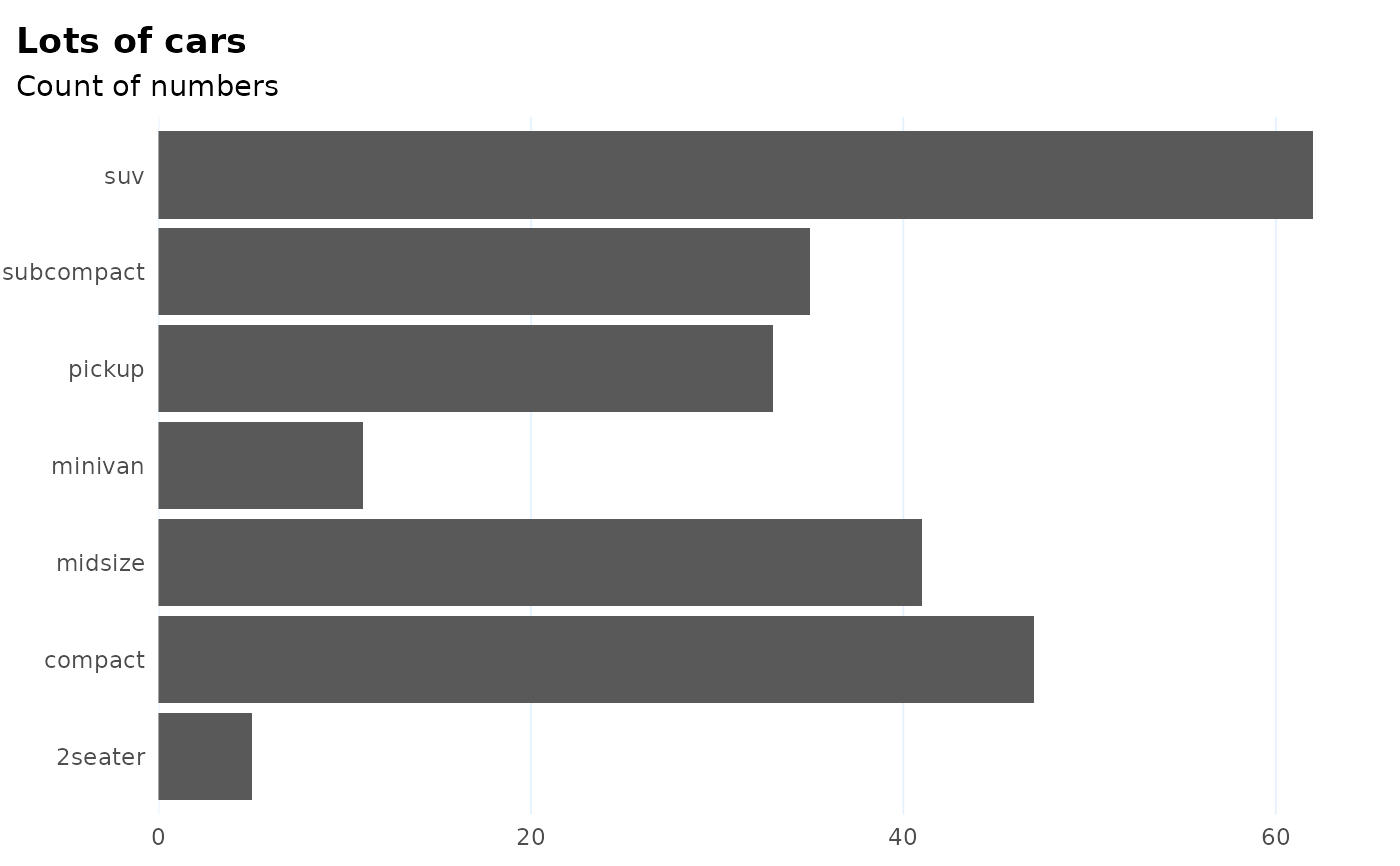 Lots of cars
Count of numbers
suv
subcompact
pickup
minivan
midsize
compact
2seater
0 20 40 60